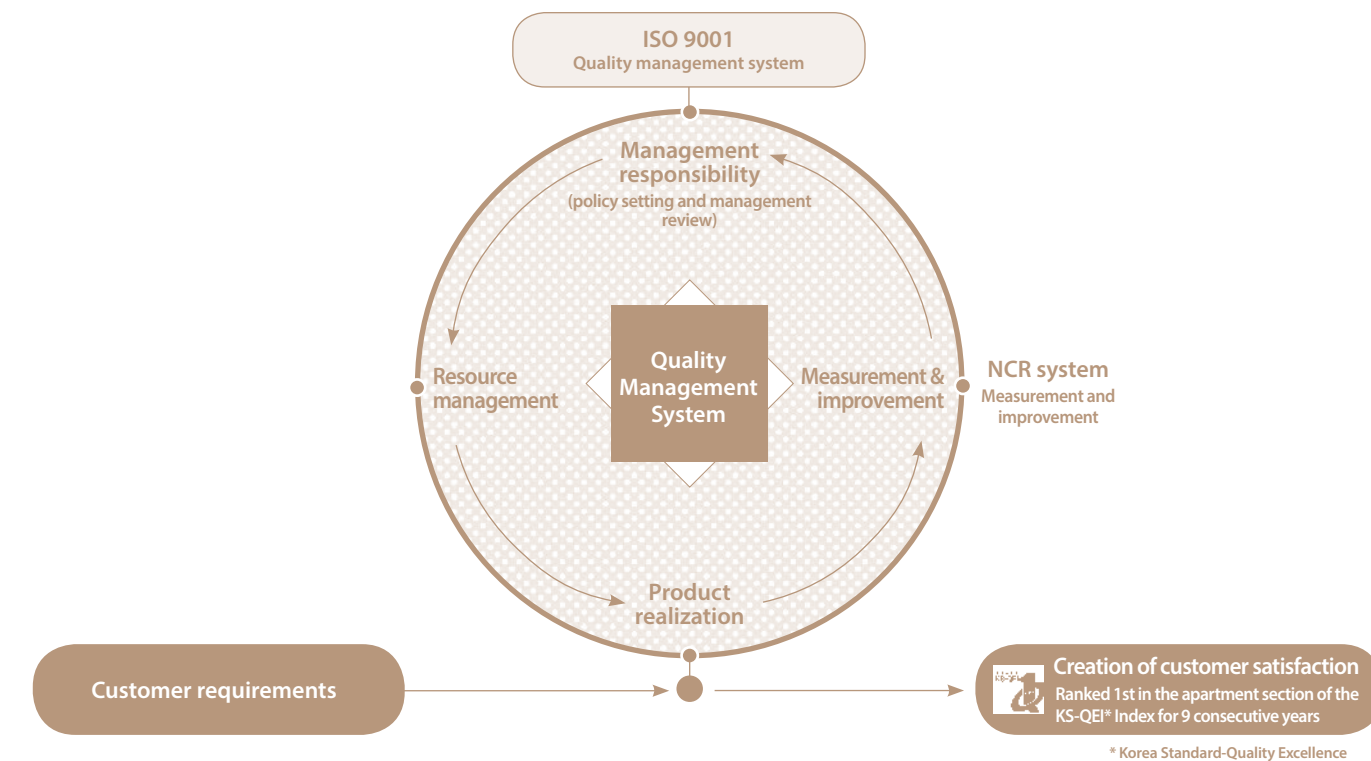 ISO 9001
Quality management system
Management
responsibility
(policy setting and management
review)
Quality
Management
System
Resource
management
Measurement &
improvement
NCR system
Measurement and
improvement
Product
realization
Customer requirements
Creation of customer satisfaction
Ranked 1st in the apartment section of the
KS-QEI* Index for 9 consecutive years
* Korea Standard-Quality Excellence